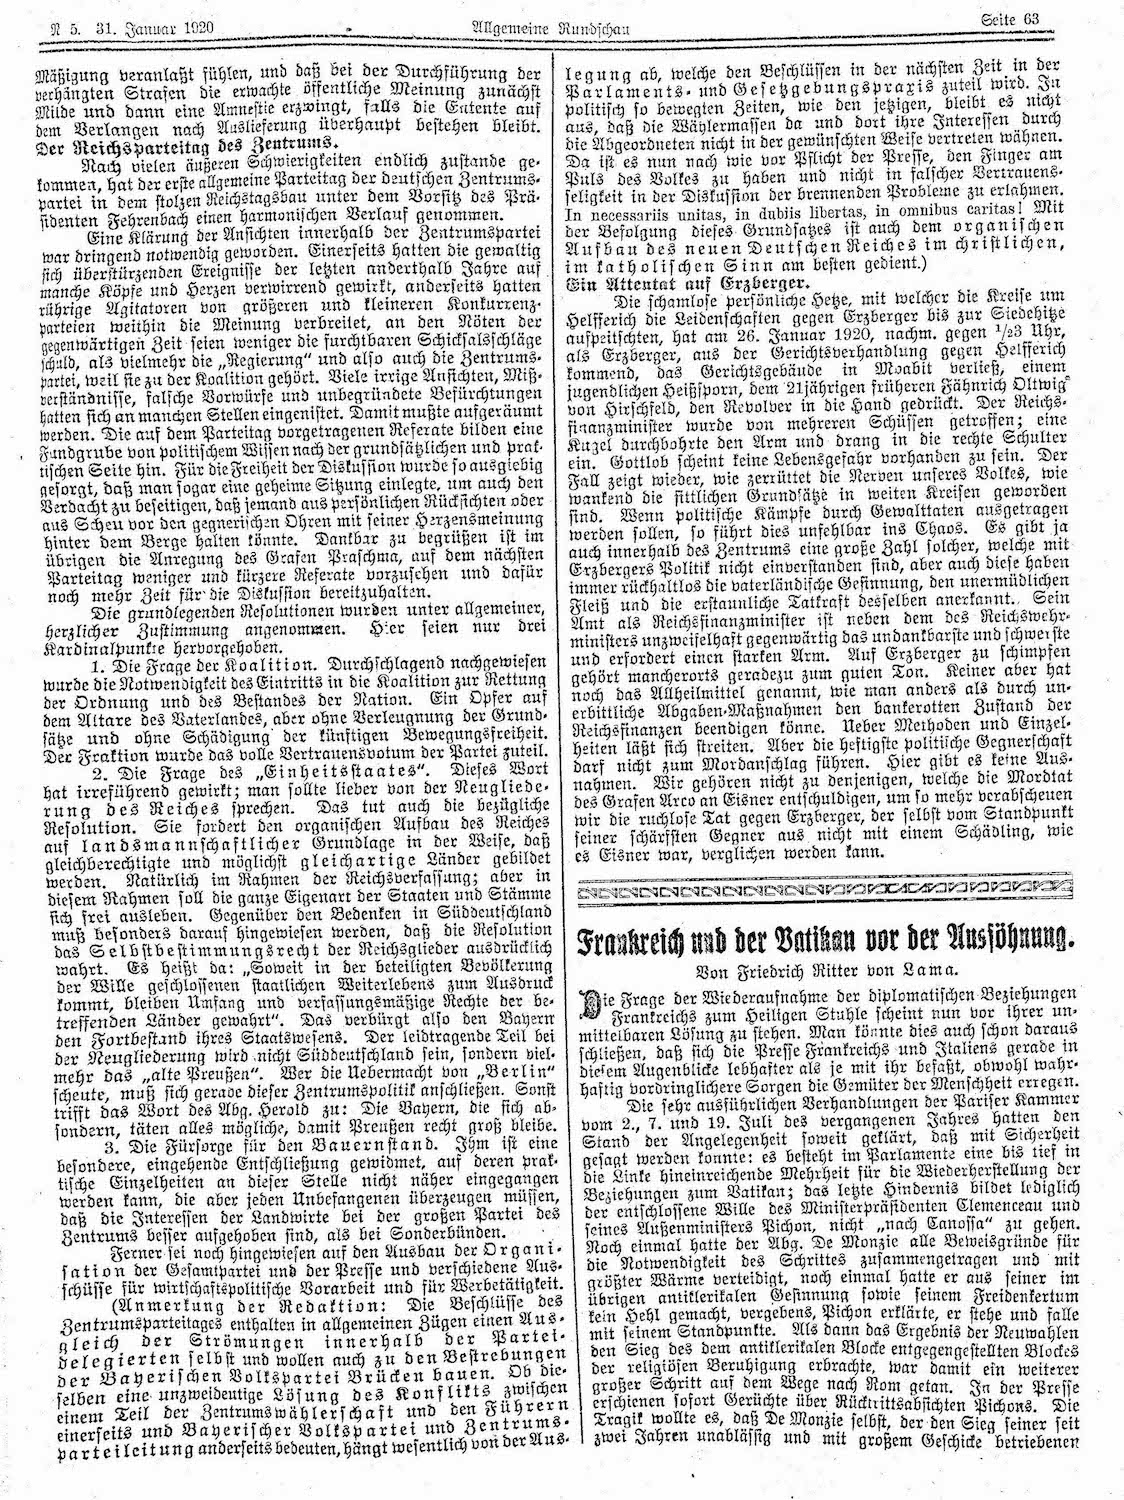 N 5. 31. Januar 1920
Allgemeine Rundschau
Seite 63
Mäßigung veranlaßt fühlen, und daß bei der Durchführung der
verhängten Strafen die erwachte öffentliche Meinung zunächst
Milde und dann eine Amnestie erzwingt, falls die Entente auf
dem Verlangen nach Auslieferung überhaupt bestehen bleibt.
Der Reichsparteitag des Zentrums.
Nach vielen äußeren Schwierigkeiten endlich zustande ge-
kommen, hat der erste allgemeine Parteitag der deutschen Zentrums-
partei in dem stolzen Reichstagsbau unter dem Vorsitz des Prä-
sidenten Fehrenbach einen harmonischen Verlauf genommen.
Eine Klärung der Ansichten innerhalb der Zentrumspartei
war dringend notwendig geworden. Einerseits hatten die gewaltig
sich überstürzenden Ereignisse der letzten anderthalb Jahre auf
manche Köpfe und Herzen verwirrend gewirkt, anderseits hatten
rührige Agitatoren von größeren und kleineren Konkurrenz-
parteien weithin die Meinung verbreitet, an den Nöten der
gegenwärtigen Zeit seien weniger die furchtbaren Schicksalsschläge
schuld, als vielmehr die „Regierung" und also auch die Zentrums-
partei, weil sie zu der Koalition gehört. Viele irrige Ansichten, Miß-
verständnisse, falsche Vorwürfe und unbegründete Befürchtungen
hatten sich an manchen Stellen eingenistet. Damit mußte aufgeräumt
werden. Die auf dem Parteitag vorgetragenen Referate bilden eine
Fundgrube von politischem Wissen nach der grundsätzlichen und prak-
tischen Seite hin. Für die Freiheit der Diskussion wurde so ausgiebig
gesorgt, daß man sogar eine geheime Sitzung einlegte, um auch den
Verdacht zu beseitigen, daß jemand aus persönlichen Rücksichten oder
aus Scheu vor den gegnerischen Ohren mit seiner Herzensmeinung
hinter dem Berge halten könnte. Dankbar zu begrüßen ist im
übrigen die Anregung des Grafen Praschma, auf dem nächsten
Parteitag weniger und kürzere Referate vorzusehen und dafür
noch mehr Zeit für die Diskussion bereitzuhalten.
Die grundlegenden Resolutionen wurden unter allgemeiner,
herzlicher Zustimmung angenommen. Hier seien nur drei
Kardinalpunkte hervorgehoben.
1. Die Frage der Koalition. Durchschlagend nachgewiesen
wurde die Notwendigkeit des Eintritts in die Koalition zur Rettung
der Ordnung und des Bestandes der Nation. Ein Opfer auf
dem Altare des Vaterlandes, aber ohne Verleugnung der Grund-
sätze und ohne Schädigung der künftigen Bewegungsfreiheit.
Der Fraktion wurde das volle Vertrauensvotum der Partei zuteil.
2. Die Frage des „Einheitsstaates". Dieses Wort
hat irreführend gewirkt; man sollte lieber von der Neugliede-
rung des Reiches sprechen. Das tut auch die bezügliche
Resolution. Sie fordert den organischen Aufbau des Reiches
auf landsmannschaftlicher Grundlage in der Weise, daß
gleichberechtigte und möglichst gleichartige Länder gebildet
werden. Natürlich im Rahmen der Reichsverfassung; aber in
diesem Rahmen soll die ganze Eigenart der Staaten und Stämme
sich frei ausleben. Gegenüber den Bedenken in Süddeutschland
muß besonders darauf hingewiesen werden, daß die Resolution
das Selbstbestimmungsrecht der Reichsglieder ausdrücklich
wahrt. Es heißt da: „Soweit in der beteiligten Bevölkerung
der Wille geschlossenen staatlichen Weiterlebens zum Ausdruck
kommt, bleiben Umfang und verfassungsmäßige Rechte der be-
treffenden Länder gewahrt". Das verbürgt also den Bayern
den Fortbestand ihres Staatswesens. Der leidtragende Teil bei
der Neugliederung wird nicht Süddeutschland sein, sondern viel-
mehr das „alte Preußen". Wer die Uebermacht von „Berlin"
scheute, muß sich gerade dieser Zentrumspolitik anschließen. Sonst
trifft das Wort des Abg. Herold zu: Die Bayern, die sich ab-
sondern, täten alles mögliche, damit Preußen recht groß bleibe.
3. Die Fürsorge für den Bauernstand. Ihm ist eine
besondere, eingehende Entschließung gewidmet, auf deren prak-
tische Einzelheiten an dieser Stelle nicht näher eingegangen
werden kann, die aber jeden Unbefangenen überzeugen müssen,
daß die Interessen der Landwirte bei der großen Partei des
Zentrums besser aufgehoben sind, als bei Sonderbünden.
Ferner sei noch hingewiesen auf den Ausbau der Organi-
sation der Gesamtpartei und der Presse und verschiedene Aus-
schüsse für wirtschaftspolitische Vorarbeit und für Werbetätigkeit.
(Anmerkung der Redaktion: Die Beschlüsse des
Zentrumsparteitages enthalten in allgemeinen Zügen einen Aus-
gleich der Strömungen innerhalb der Partei-
delegierten selbst und wollen auch zu den Bestrebungen
der Bayerischen Volkspartei Brücken bauen. Ob die-
selben eine unzweideutige Lösung des Konflikts zwischen
einem Teil der Zentrumswählerschaft und den Führern
einerseits und Bayerischer Volkspartei und Zentrums-
parteileitung anderseits bedeuten, hängt wesentlich von der Aus-
legung ab, welche den Beschlüssen in der nächsten Zeit in der
Parlaments- und Gesetzgebungspraxis zuteil wird. In
politisch so bewegten Zeiten, wie den jetzigen, bleibt es nicht
aus, daß die Wählermassen da und dort ihre Interessen durch
die Abgeordneten nicht in der gewünschten Weise vertreten wähnen.
Da ist es nun nach wie vor Pflicht der Presse, den Finger am
Puls des Volkes zu haben und nicht in falscher Vertrauens-
seligkeit in der Diskussion der brennenden Probleme zu erlahmen.
In necessariis unitas, in dubiis libertas, in omnibus caritas! Mit
der Befolgung dieses Grundsatzes ist auch dem organischen
Aufbau des neuen Deutschen Reiches im christlichen,
im katholischen Sinn am besten gedient.)
Ein Attentat auf Erzberger.
Die schamlose persönliche Hetze, mit welcher die Kreise um
Helfferich die Leidenschaften gegen Erzberger bis zur Siedehitze
aufpeitschten, hat am 26. Januar 1920, nachm. gegen ½3 Uhr,
als Erzberger, aus der Gerichtsverhandlung gegen Helfferich
kommend, das Gerichtsgebäude in Moabit verließ, einem
jugendlichen Heißsporn, dem 21jährigen früheren Fähnrich Oltwig
von Hirschfeld, den Revolver in die Hand gedrückt. Der Reichs-
finanzminister wurde von mehreren Schüssen getroffen; eine
Kugel durchbohrte den Arm und drang in die rechte Schulter
ein. Gottlob scheint keine Lebensgefahr vorhanden zu sein. Der
Fall zeigt wieder, wie zerrüttet die Nerven unseres Volkes, wie
wankend die sittlichen Grundsätze in weiten Kreisen geworden
sind. Wenn politische Kämpfe durch Gewalttaten ausgetragen
werden sollen, so führt dies unfehlbar ins Chaos. Es gibt ja
auch innerhalb des Zentrums eine große Zahl solcher, welche mit
Erzbergers Politik nicht einverstanden sind, aber auch diese haben
immer rückhaltlos die vaterländische Gesinnung, den unermüdlichen
Fleiß und die erstaunliche Tatkraft desselben anerkannt. Sein
Amt als Reichsfinanzminister ist neben dem des Reichswehr-
ministers unzweifelhaft gegenwärtig das undankbarste und schwerste
und erfordert einen starken Arm. Auf Erzberger zu schimpfen
gehört mancherorts geradezu zum guten Ton. Keiner aber hat
noch das Allheilmittel genannt, wie man anders als durch un-
erbittliche Abgaben-Maßnahmen den bankerotten Zustand der
Reichsfinanzen beendigen könne. Ueber Methoden und Einzel-
heiten läßt sich streiten. Aber die heftigste politische Gegnerschaft
darf nicht zum Mordanschlag führen. Hier gibt es keine Aus-
nahmen. Wir gehören nicht zu denjenigen, welche die Mordtat
des Grafen Arco an Eisner entschuldigen, um so mehr verabscheuen
wir die ruchlose Tat gegen Erzberger, der selbst vom Standpunkt
seiner schärfsten Gegner aus nicht mit einem Schädling, wie
es Eisner war, verglichen werden kann.
Frankreich und der Vatikan vor der Aussöhnung.
Von Friedrich Ritter von Lama.
Die Frage der Wiederaufnahme der diplomatischen Beziehungen
Frankreichs zum Heiligen Stuhle scheint nun vor ihrer un-
mittelbaren Lösung zu stehen. Man könnte dies auch schon daraus
schließen, daß sich die Presse Frankreichs und Italiens gerade in
diesem Augenblicke lebhafter als je mit ihr befaßt, obwohl wahr-
haftig vordringlichere Sorgen die Gemüter der Menschheit erregen.
Die sehr ausführlichen Verhandlungen der Pariser Kammer
vom 2., 7. und 19. Juli des vergangenen Jahres hatten den
Stand der Angelegenheit soweit geklärt, daß mit Sicherheit
gesagt werden konnte: es besteht im Parlamente eine bis tief in
die Linke hineinreichende Mehrheit für die Wiederherstellung der
Beziehungen zum Vatikan; das letzte Hindernis bildet lediglich
der entschlossene Wille des Ministerpräsidenten Clemenceau und
seines Außenministers Pichon, nicht „nach Canossa" zu gehen.
Noch einmal hatte der Abg. De Monzie alle Beweisgründe für
die Notwendigkeit des Schrittes zusammengetragen und mit
größter Wärme verteidigt, noch einmal hatte er aus seiner im
übrigen antiklerikalen Gesinnung sowie seinem Freidenkertum
kein Hehl gemacht, vergebens, Pichon erklärte, er stehe und falle
mit seinem Standpunkte. Als dann das Ergebnis der Neuwahlen
den Sieg des dem antiklerikalen Blocke entgegengestellten Blockes
der religiösen Beruhigung erbrachte, war damit ein weiterer
großer Schritt auf dem Wege nach Rom getan. In der Presse
erschienen sofort Gerüchte über Rücktrittsabsichten Pichons. Die
Tragik wollte es, daß De Monzie selbst, der den Sieg seiner seit
zwei Jahren unablässig und mit großem Geschicke betriebenen